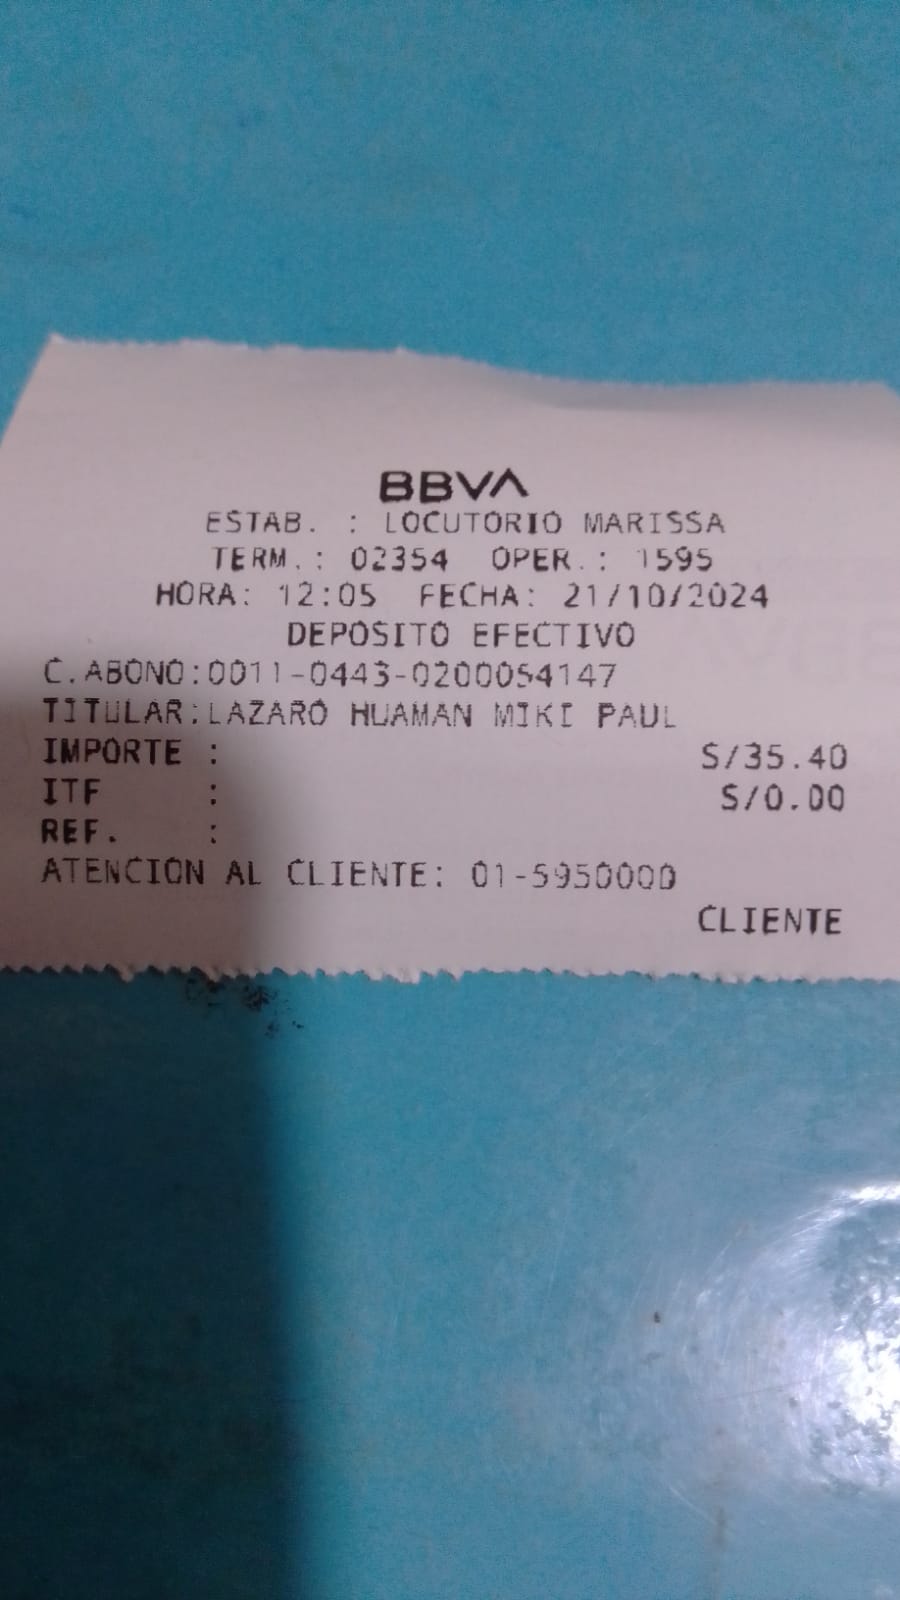 BBVA
ESTAB. : LOCUTORIO MARISSA
TERM.: 02354 OPER.: 1595
HORA: 12:05 FECHA: 21/10/2024
DEPOSITO EFECTIVO
C.ABONO:0011-0443-0200054147
TITULAR:LAZARO HUAMAN MIKI PAUL
IMPORTE : S/35.40
ITF : S/0.00
REF. :
ATENCION AL CLIENTE: 01-5950000
CLIENTE